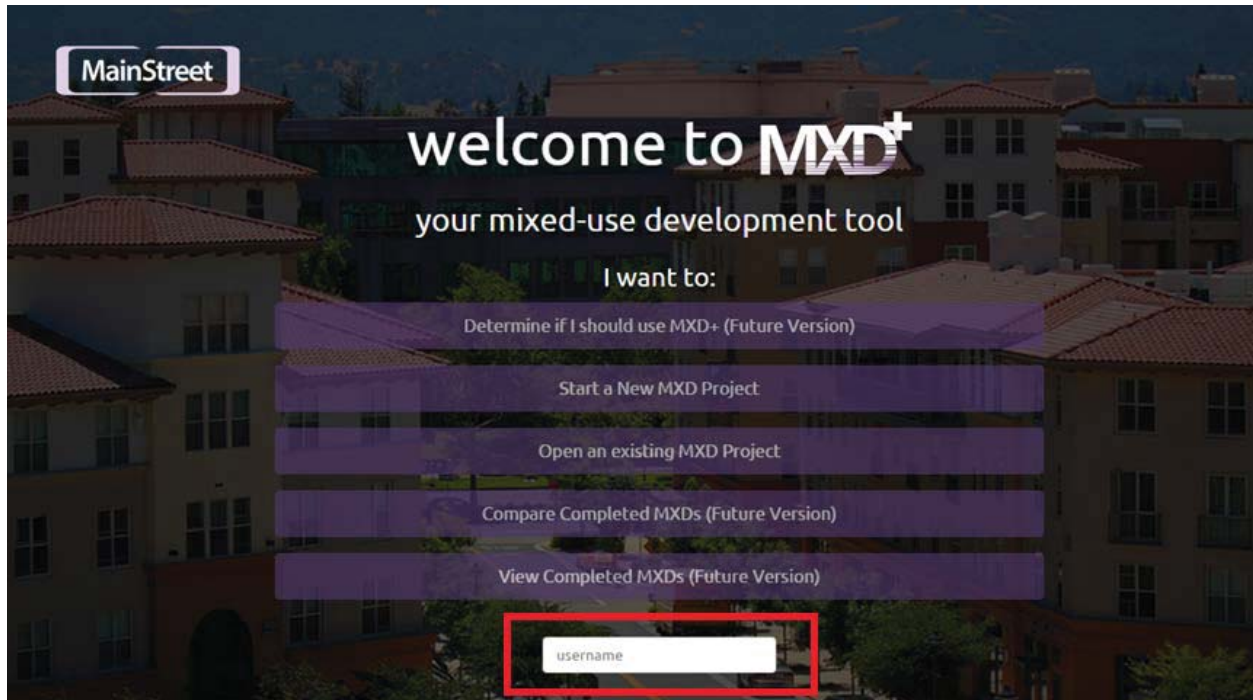 MainStreet
welcome to MXD+
your mixed-use development tool
I want to:
Determine if I should use MXD+ (Future Version)
Start a New MXD Project
Open an existing MXD Project
Compare Completed MXDs (Future Version)
View Completed MXDs (Future Version)
username